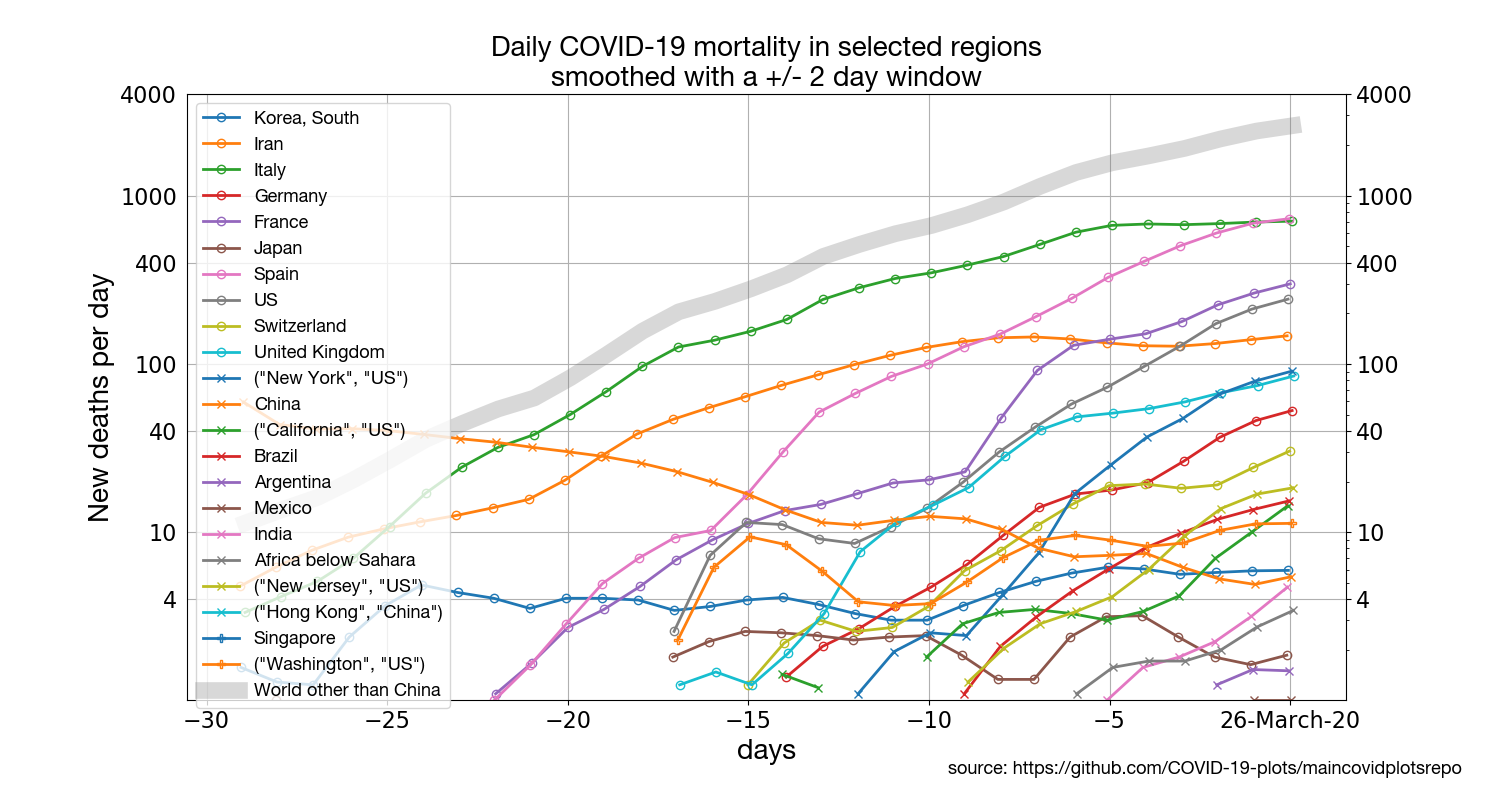 Daily COVID-19 mortality in selected regions
smoothed with a +/- 2 day window
New deaths per day
4000
1000
400
100
40
10
4
Korea, South
Iran
Italy
Germany
France
Japan
Spain
US
Switzerland
United Kingdom
("New York", "US")
China
("California", "US")
Brazil
Argentina
Mexico
India
Africa below Sahara
("New Jersey", "US")
("Hong Kong", "China")
Singapore
("Washington", "US")
World other than China
4000
1000
400
100
40
10
4
−30 −25 −20 −15 −10 −5 26-March-20
days
source: https://github.com/COVID-19-plots/maincovidplotsrepo